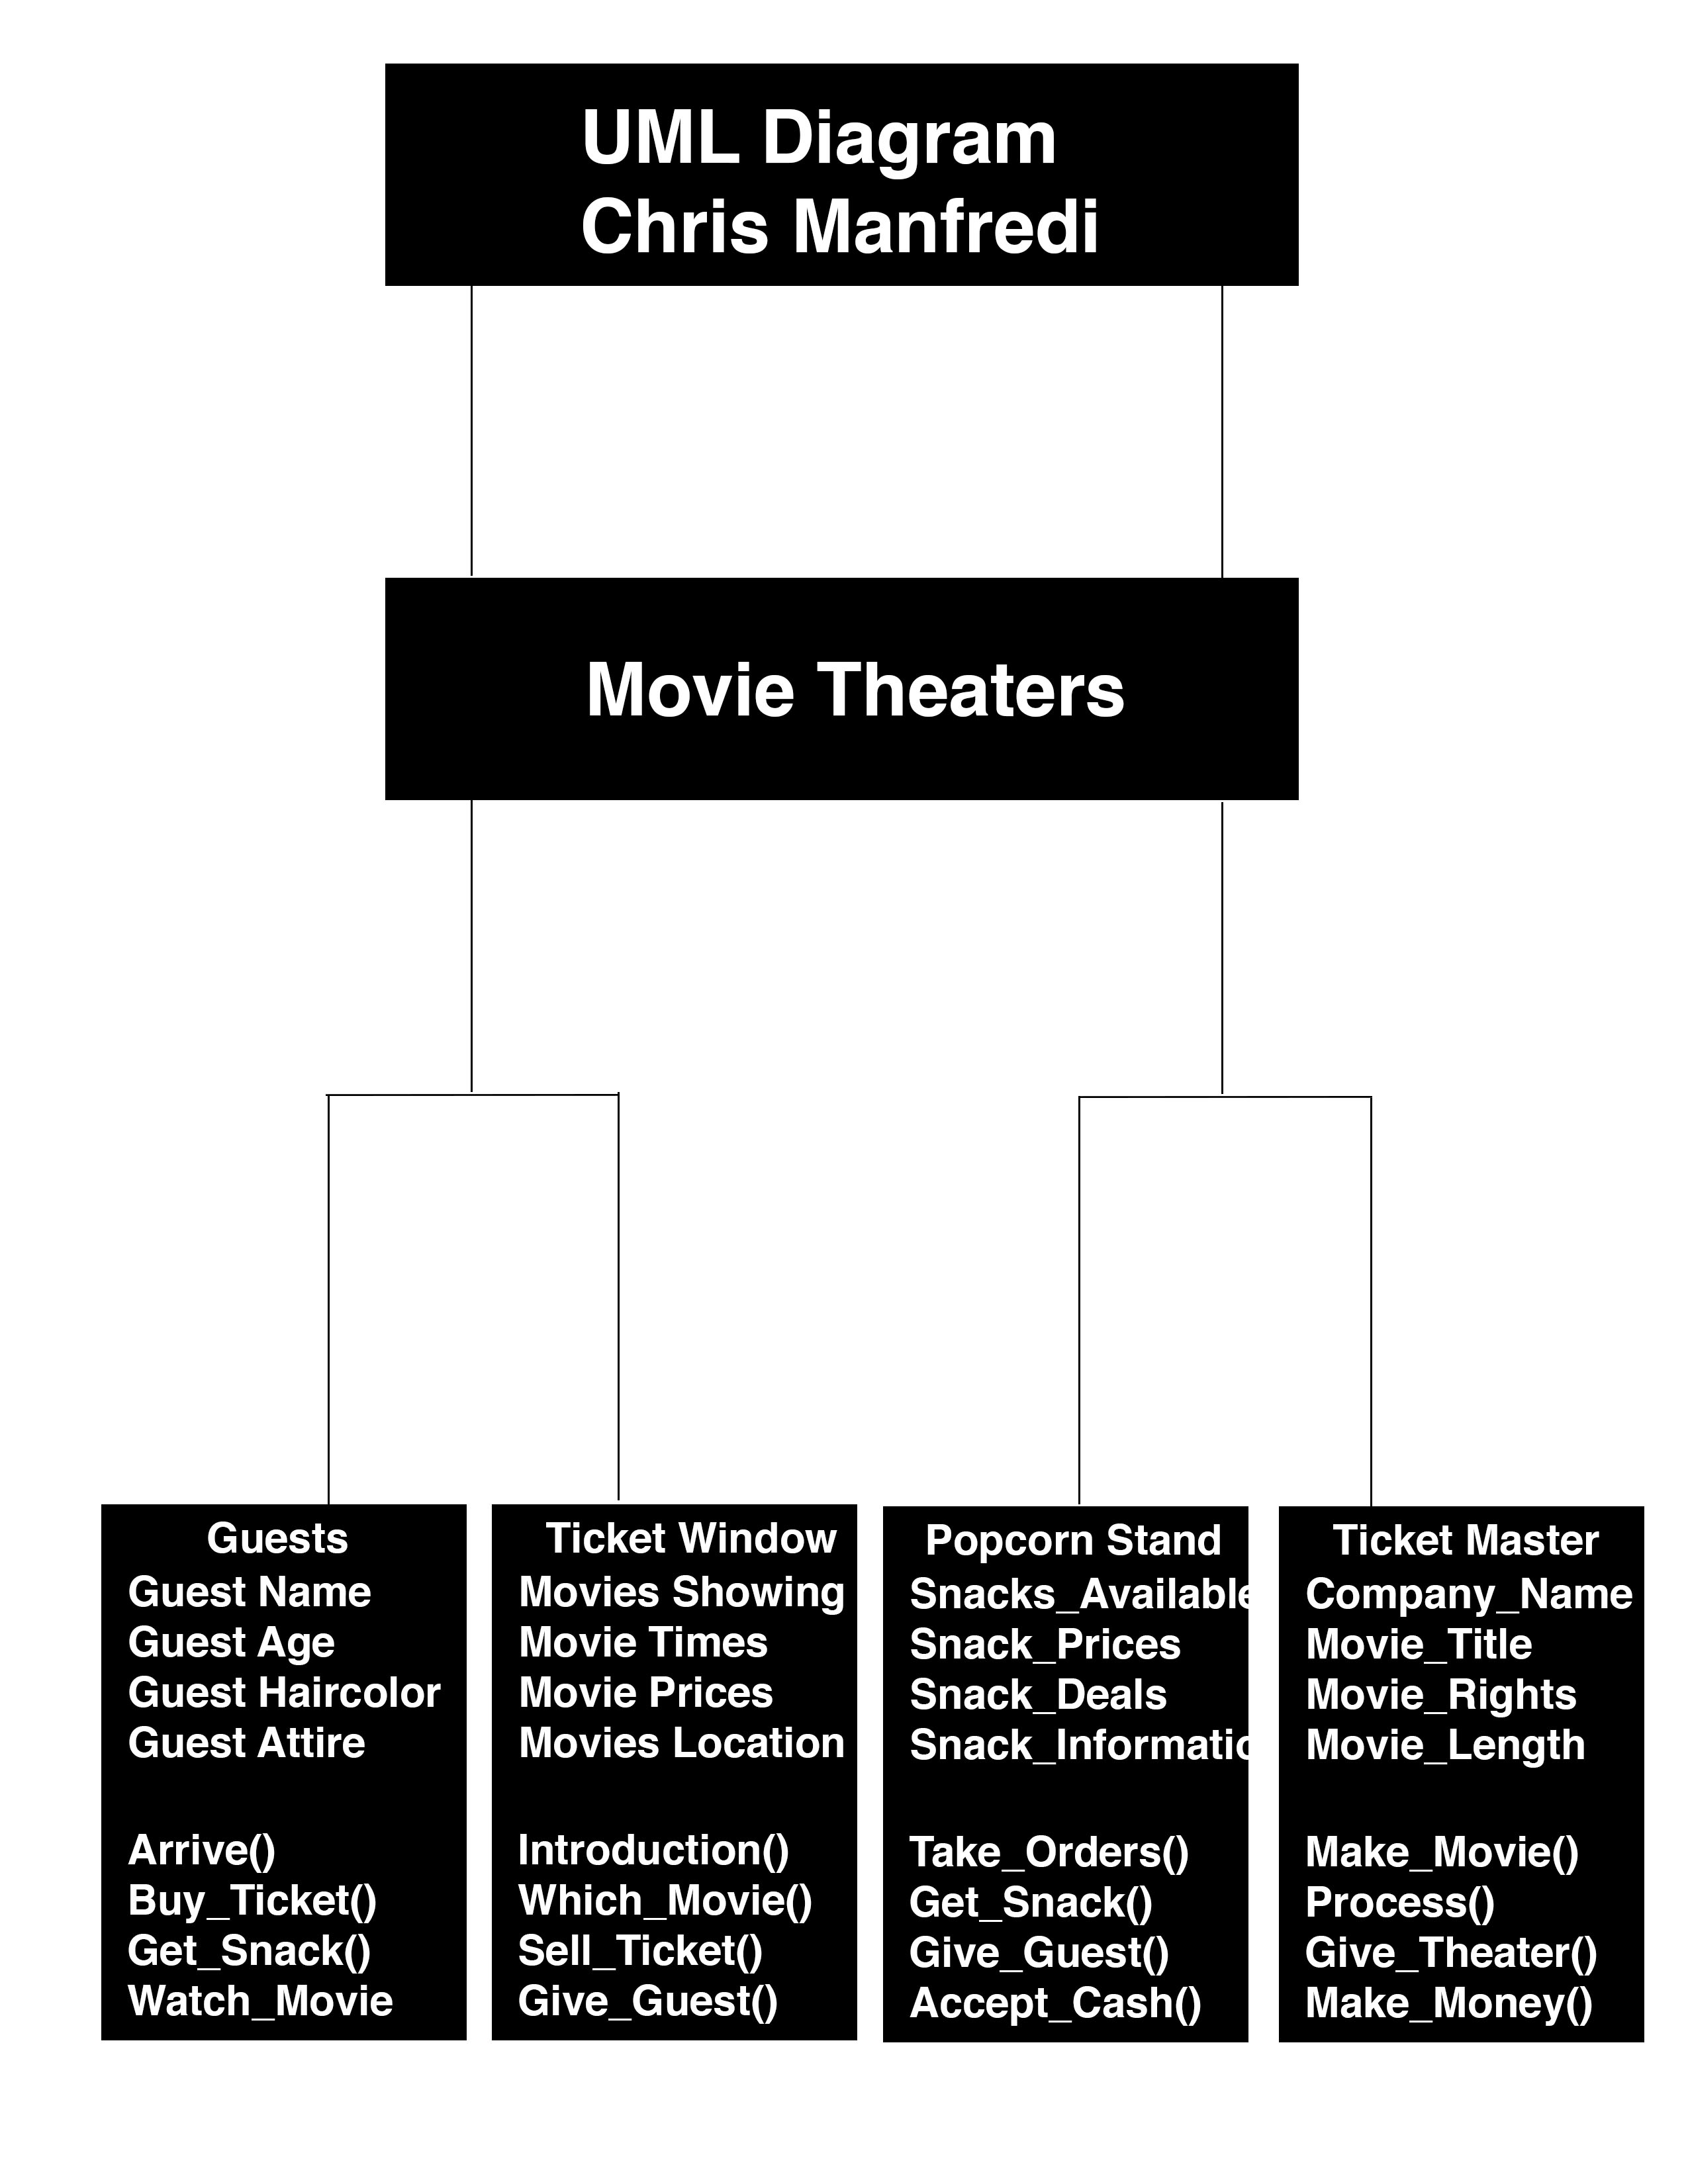 UML Diagram
Chris Manfredi
Movie Theaters
Guests
Guest Name
Guest Age
Guest Haircolor
Guest Attire
Arrive()
Buy_Ticket()
Get_Snack()
Watch_Movie
Ticket Window
Movies Showing
Movie Times
Movie Prices
Movies Location
Introduction()
Which_Movie()
Sell_Ticket()
Give_Guest()
Popcorn Stand
Snacks_Available
Snack_Prices
Snack_Deals
Snack_Informatio
Take_Orders()
Get_Snack()
Give_Guest()
Accept_Cash()
Ticket Master
Company_Name
Movie_Title
Movie_Rights
Movie_Length
Make_Movie()
Process()
Give_Theater()
Make_Money()